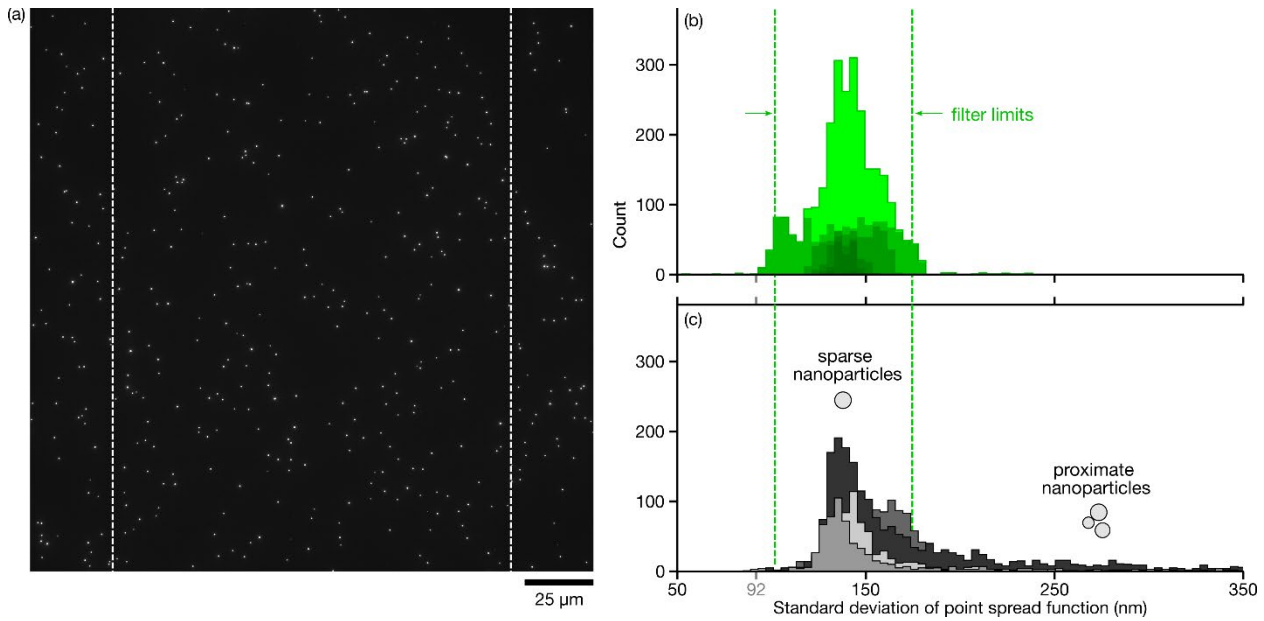 (a)
25 µm
(b)
300
200
100
0
Count
filter limits
92
(c)
300
200
100
0
sparse
nanoparticles
proximate
nanoparticles
50
92
150
250
350
Standard deviation of point spread function (nm)